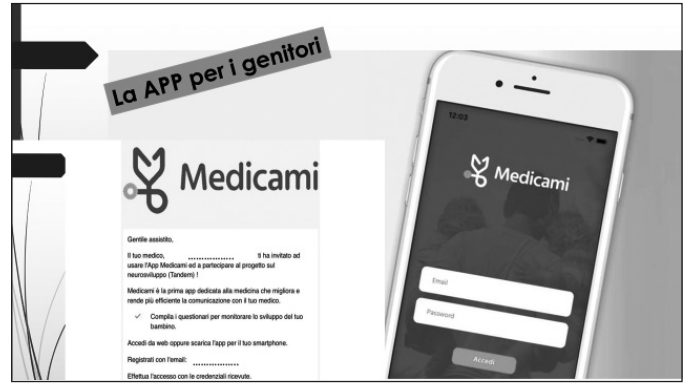 La APP per i genitori
Medicami
Gentile assistito,
Il tuo medico, .................. ti ha invitato ad
usare l'App Medicami ed a partecipare al progetto sul
neurosviluppo (Tandem) !
Medicami è la prima app dedicata alla medicina che migliora e
rende più efficiente la comunicazione con il tuo medico.
✓ Compila i questionari per monitorare lo sviluppo del tuo
bambino.
Accedi da web oppure scarica l'app per il tuo smartphone.
Registrati con l'email: ..................
Effettua l'accesso con le credenziali ricevute.
12:03
Medicami
Email
Password
Accedi